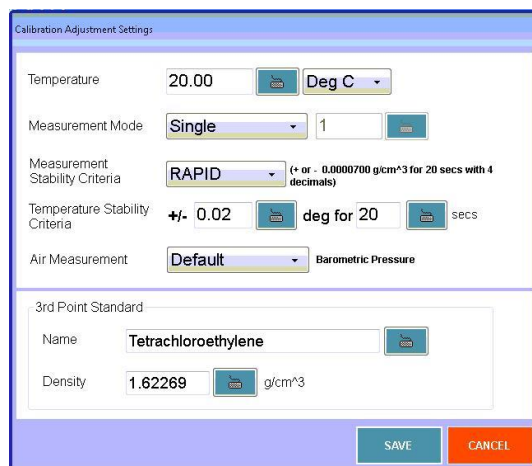 Calibration Adjustment Settings
Temperature 20.00 Deg C
Measurement Mode Single 1
Measurement Stability Criteria RAPID (+ or - 0.0000700 g/cm^3 for 20 secs with 4 decimals)
Temperature Stability Criteria +/- 0.02 deg for 20 secs
Air Measurement Default Barometric Pressure
3rd Point Standard
Name Tetrachloroethylene
Density 1.62269 g/cm^3
SAVE CANCEL